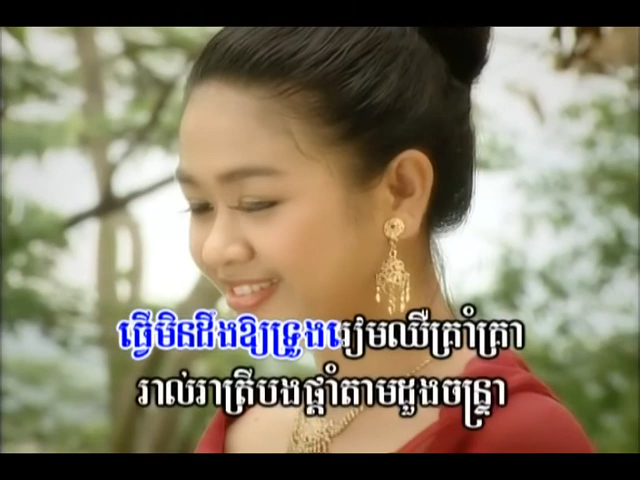 ធ្វើមិនដឹងឱ្យទ្រូងរៀមឈឺគ្រាំគ្រា
រាល់រាត្រីបងផ្ដាំតាមដួងចន្ទ្រា